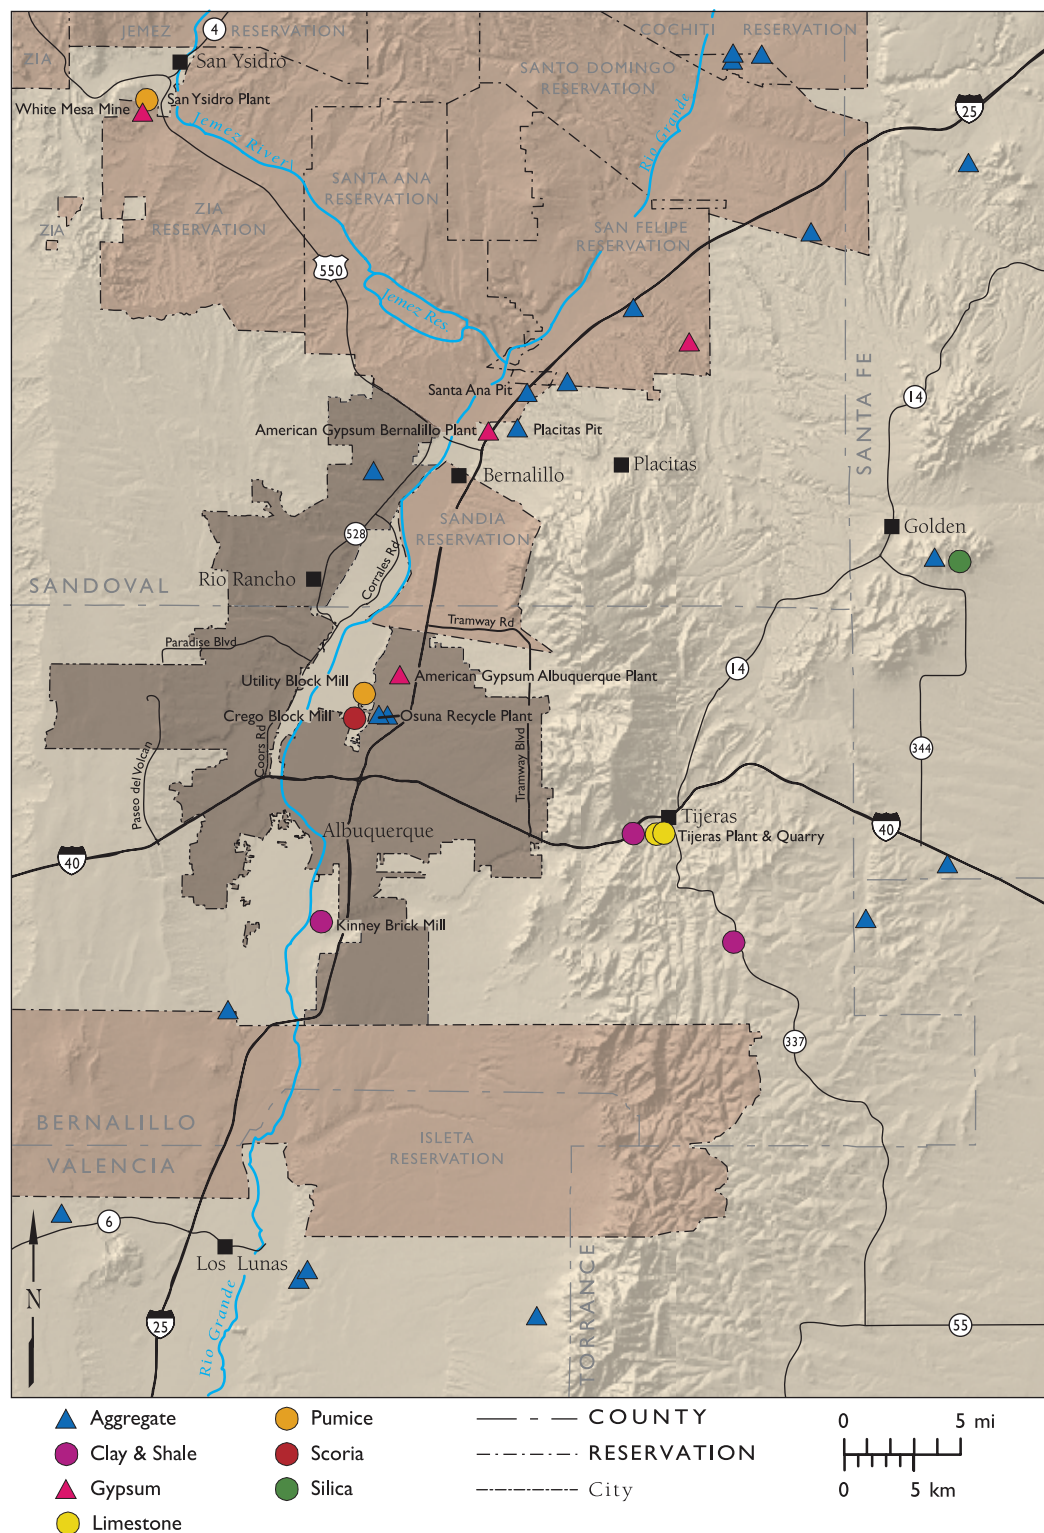 JEMEZ
4
RESERVATION
COCHITI
RESERVATION
ZIA
San Ysidro
SANTO DOMINGO
RESERVATION
25
San Ysidro Plant
White Mesa Mine
Jemez River
Rio Grande
SANTA ANA
RESERVATION
ZIA
RESERVATION
ZIA
SAN FELIPE
RESERVATION
550
Jemez Res.
SANTA FE
Santa Ana Pit
14
American Gypsum Bernalillo Plant
Placitas Pit
Bernalillo
Placitas
SANDIA
RESERVATION
528
Golden
Corrales Rd
Rio Rancho
SANDOVAL
Tramway Rd
Paradise Blvd
14
American Gypsum Albuquerque Plant
Utility Block Mill
Crego Block Mill
Osuna Recycle Plant
Coors Rd
344
Paseo del Volcan
Tramway Blvd
Tijeras
Albuquerque
Tijeras Plant & Quarry
40
40
Kinney Brick Mill
337
BERNALILLO
ISLETA
RESERVATION
VALENCIA
6
Los Lunas
TORRANCE
N
Rio Grande
25
55
Aggregate
Pumice
COUNTY
0
5 mi
Clay & Shale
Scoria
RESERVATION
Gypsum
Silica
City
0
5 km
Limestone